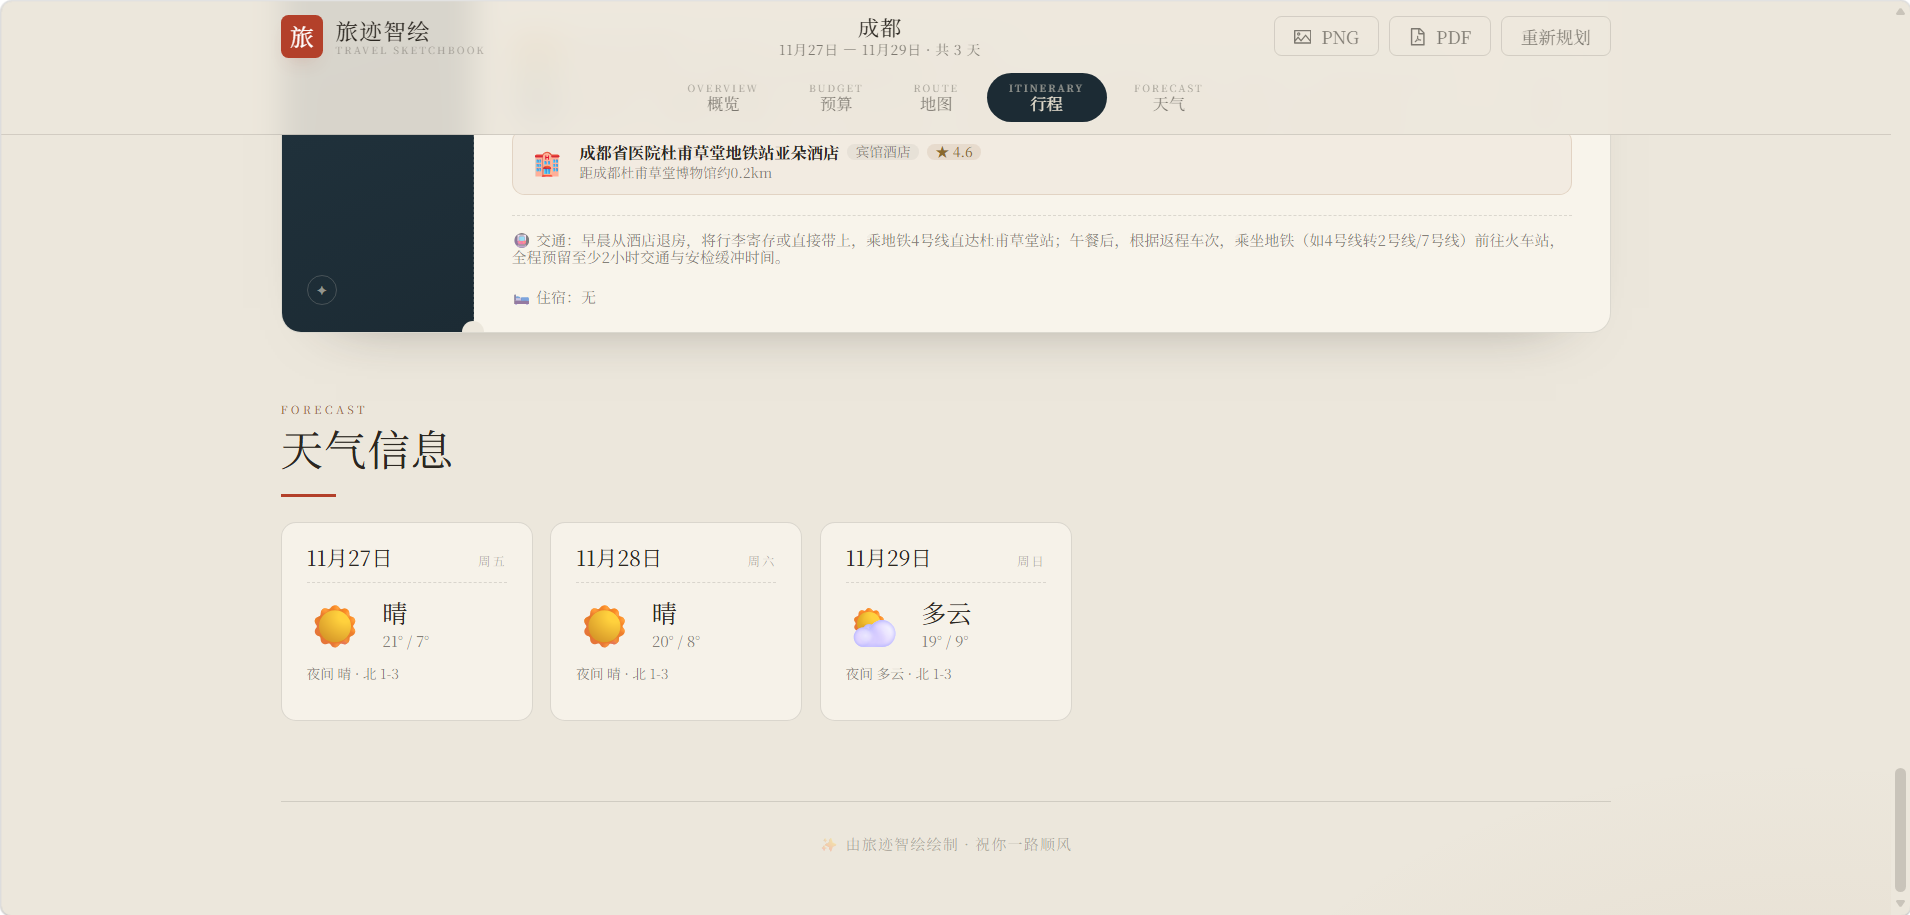 旅 旅迹智绘
TRAVEL SKETCHBOOK
成都
11月27日 — 11月29日 · 共 3 天
PNG
PDF
重新规划
OVERVIEW
概览
BUDGET
预算
ROUTE
地图
ITINERARY
行程
FORECAST
天气
成都省医院杜甫草堂地铁站亚朵酒店 宾馆酒店 ★ 4.6
距成都杜甫草堂博物馆约0.2km
交通：早晨从酒店退房，将行李寄存或直接带上，乘地铁4号线直达杜甫草堂站；午餐后，根据返程车次，乘坐地铁（如4号线转2号线/7号线）前往火车站，
全程预留至少2小时交通与安检缓冲时间。
住宿：无
FORECAST
天气信息
11月27日 周五
晴
21° / 7°
夜间 晴 · 北 1-3
11月28日 周六
晴
20° / 8°
夜间 晴 · 北 1-3
11月29日 周日
多云
19° / 9°
夜间 多云 · 北 1-3
✨ 由旅迹智绘绘制 · 祝你一路顺风